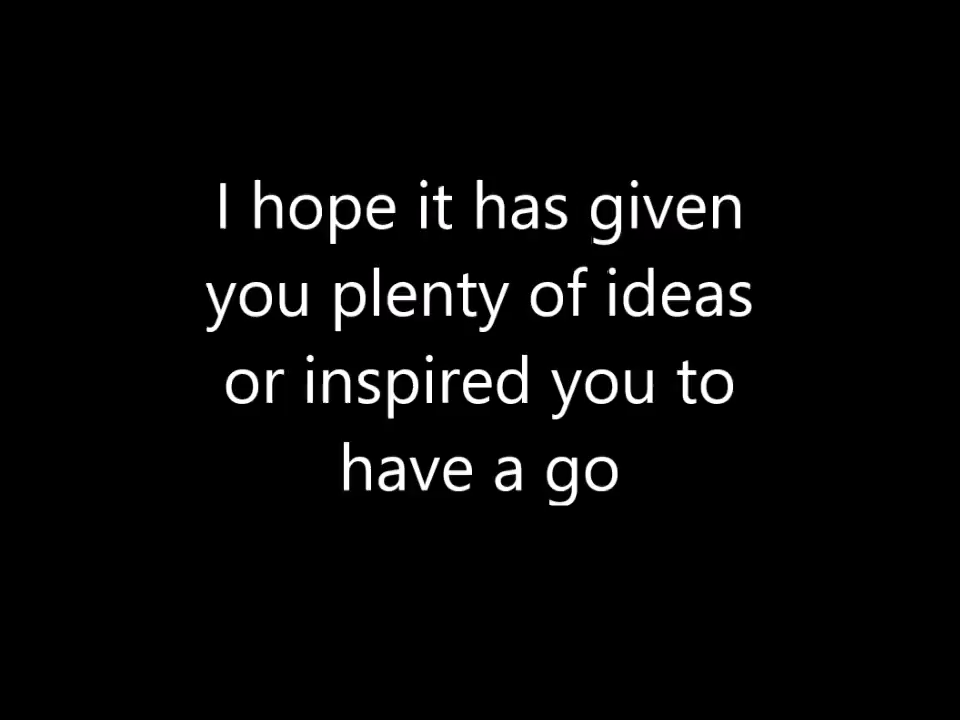 I hope it has given
you plenty of ideas
or inspired you to
have a go